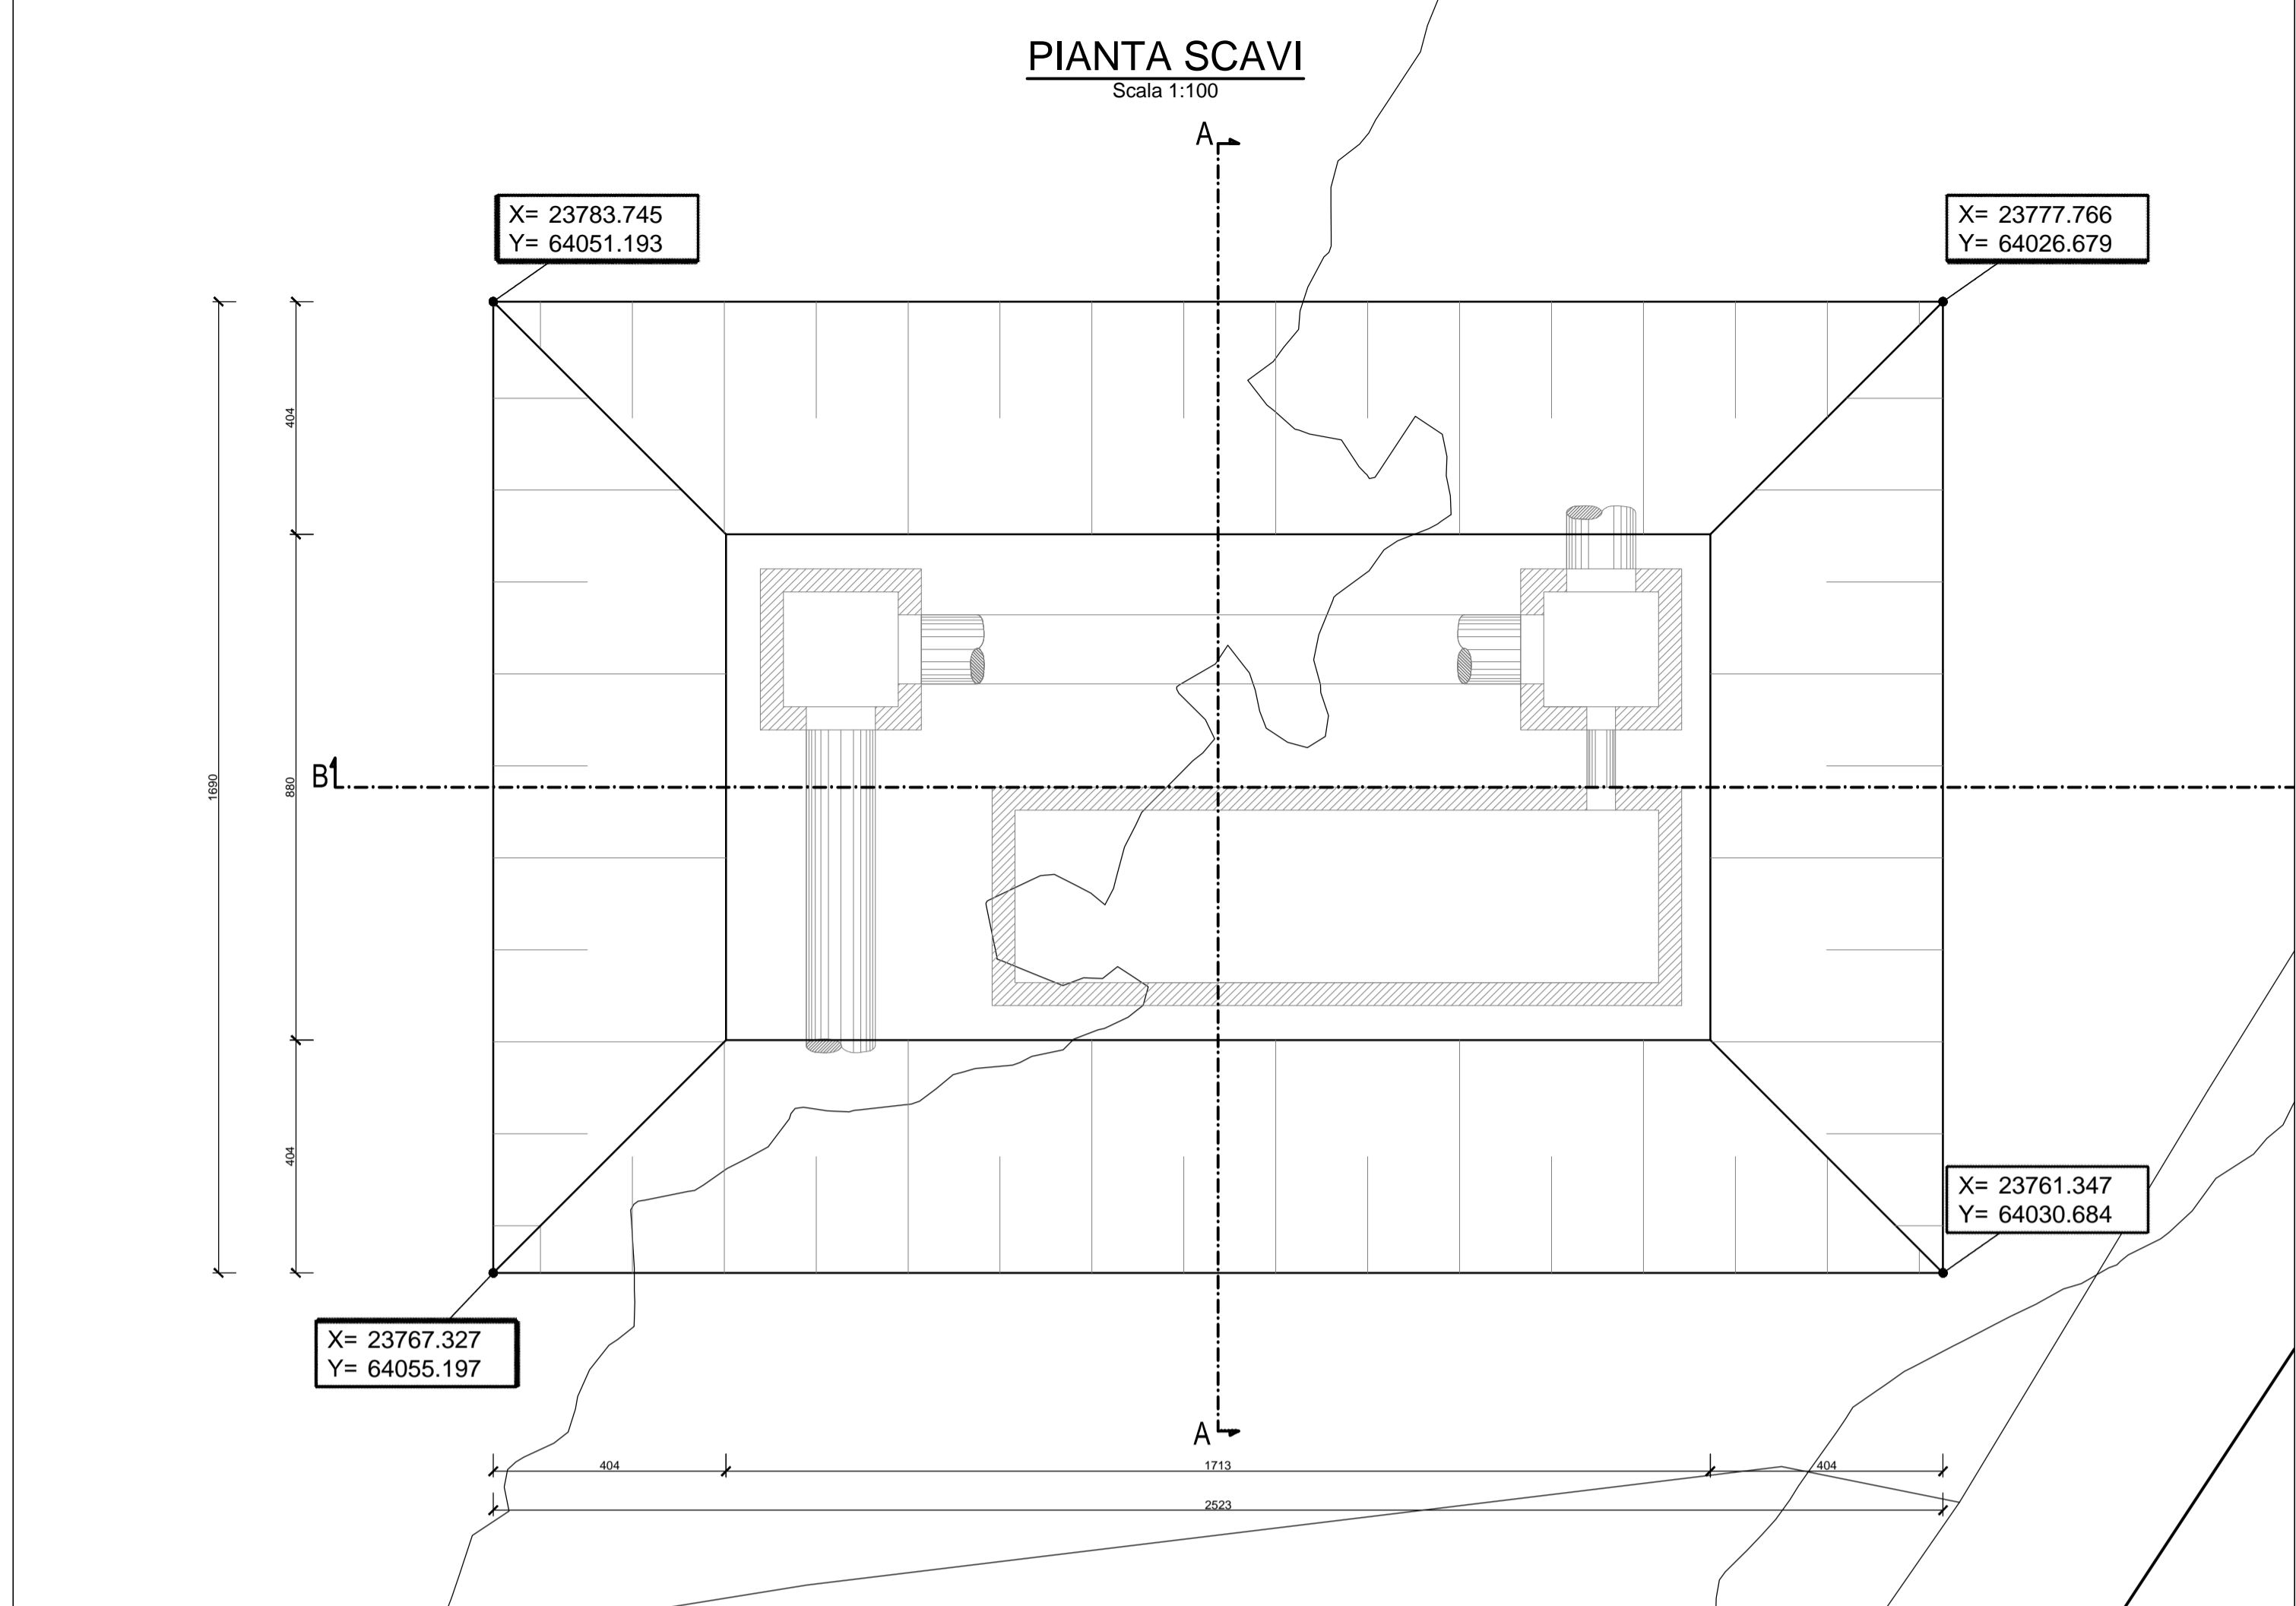 PIANTA SCAVI
Scala 1:100
A
X= 23783.745
Y= 64051.193
X= 23777.766
Y= 64026.679
404
1690
880
B
404
X= 23761.347
Y= 64030.684
X= 23767.327
Y= 64055.197
A
404
1713
404
2523